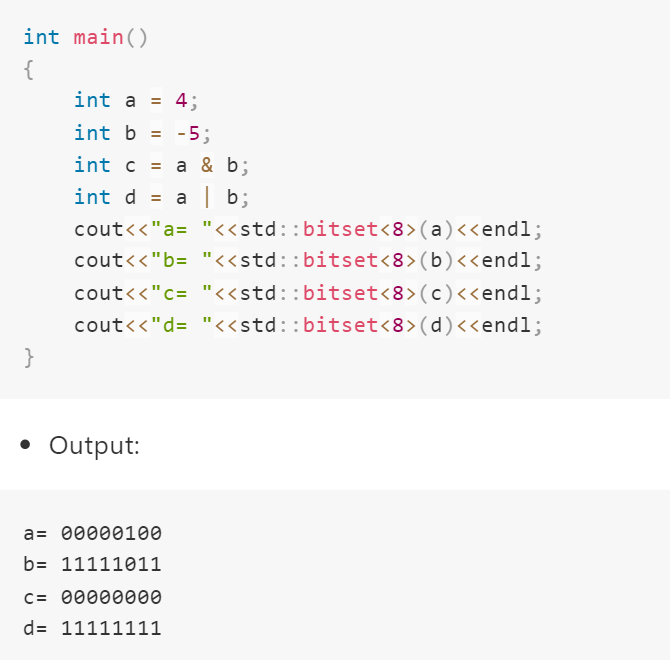 int main()
{
    int a = 4;
    int b = -5;
    int c = a & b;
    int d = a | b;
    cout<<"a= "<<std::bitset<8>(a)<<endl;
    cout<<"b= "<<std::bitset<8>(b)<<endl;
    cout<<"c= "<<std::bitset<8>(c)<<endl;
    cout<<"d= "<<std::bitset<8>(d)<<endl;
}
• Output:
a= 00000100
b= 11111011
c= 00000000
d= 11111111